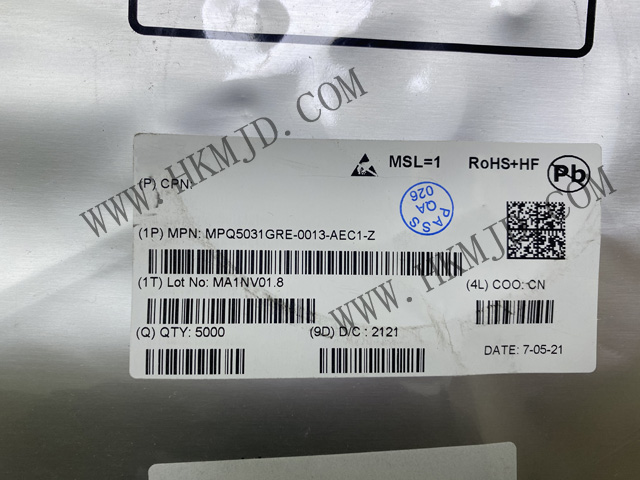 WWW.HKMJD.COM
MSL=1 RoHS+HF Pb
(P) CPN:
PASS
QA
026
(1P) MPN: MPQ5031GRE-0013-AEC1-Z
(1T) Lot No: MA1NV01.8
(4L) COO: CN
(Q) QTY: 5000 (9D) D/C : 2121
DATE: 7-05-21
WWW.HKMJD.COM